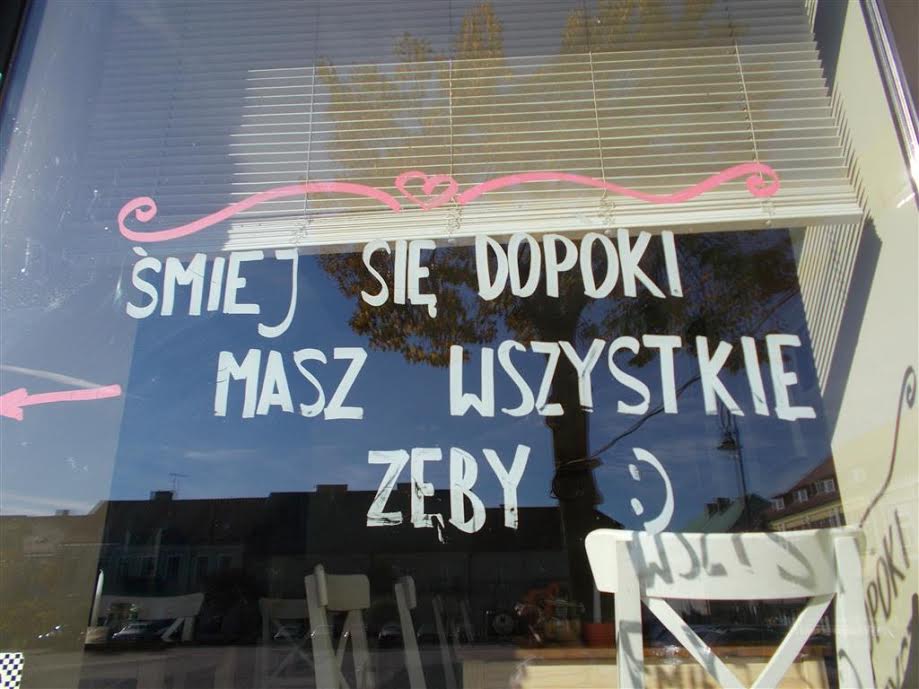 ŚMIEJ SIĘ DOPOKI
MASZ WSZYSTKIE
ZĘBY :)